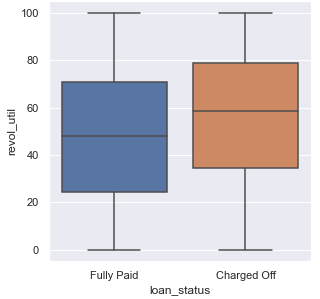 100
80
60
40
20
0
revol_util
Fully Paid
Charged Off
loan_status